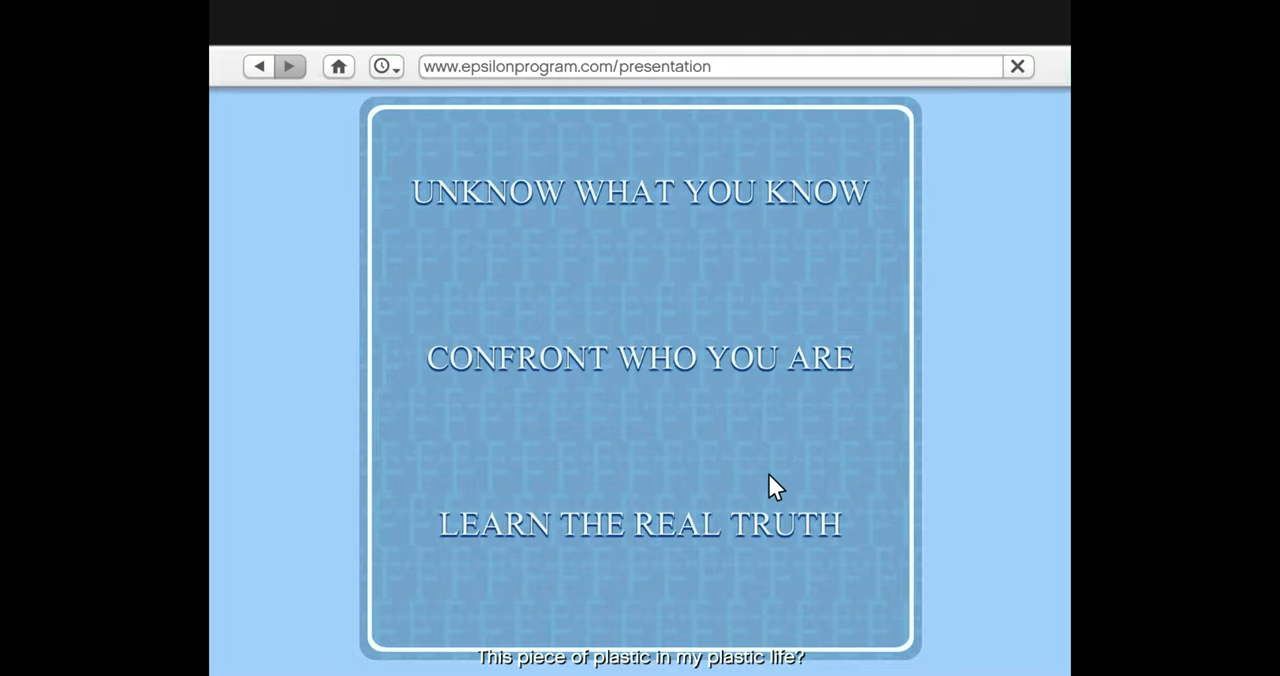 www.epsilonprogram.com/presentation
UNKNOW WHAT YOU KNOW
CONFRONT WHO YOU ARE
LEARN THE REAL TRUTH
This piece of plastic in my plastic life?